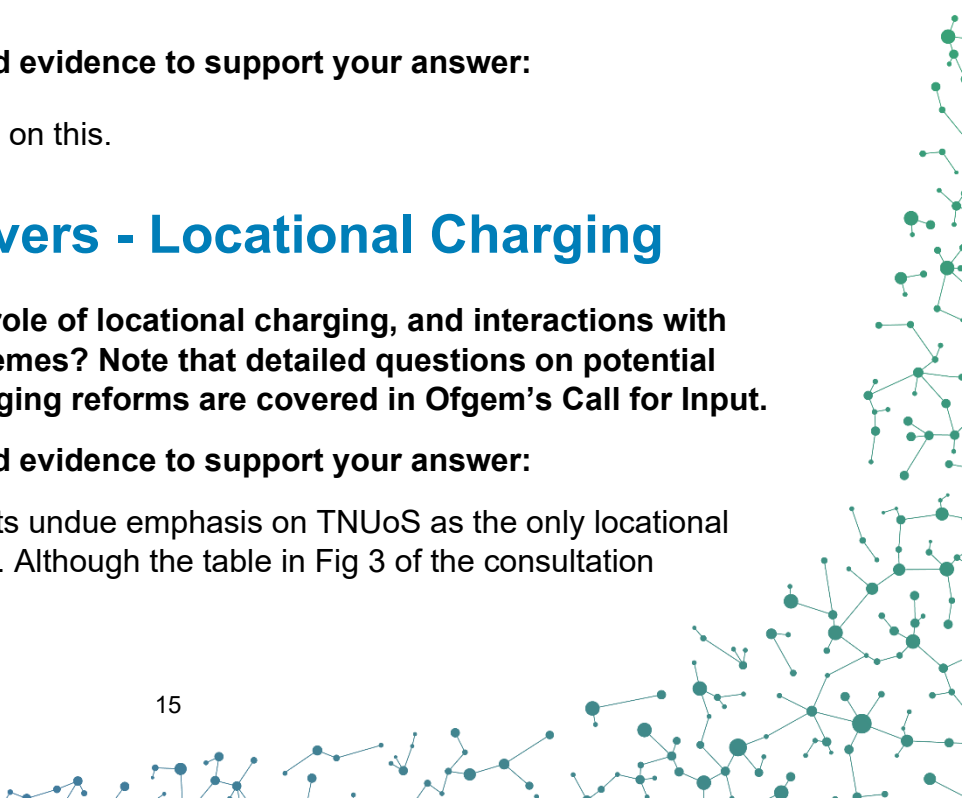 d evidence to support your answer:
on this.
vers - Locational Charging
role of locational charging, and interactions with
emes? Note that detailed questions on potential
ging reforms are covered in Ofgem's Call for Input.
d evidence to support your answer:
ts undue emphasis on TNUoS as the only locational
. Although the table in Fig 3 of the consultation
15